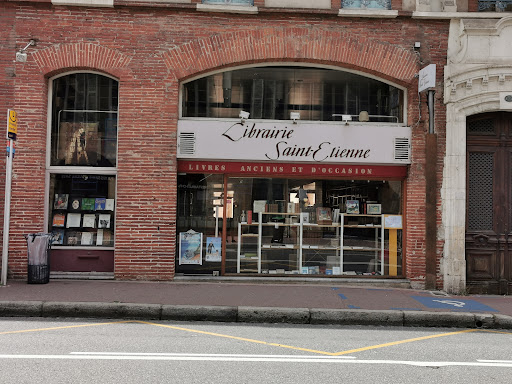 Librairie
Saint-Etienne
LIVRES ANCIENS ET D'OCCASION